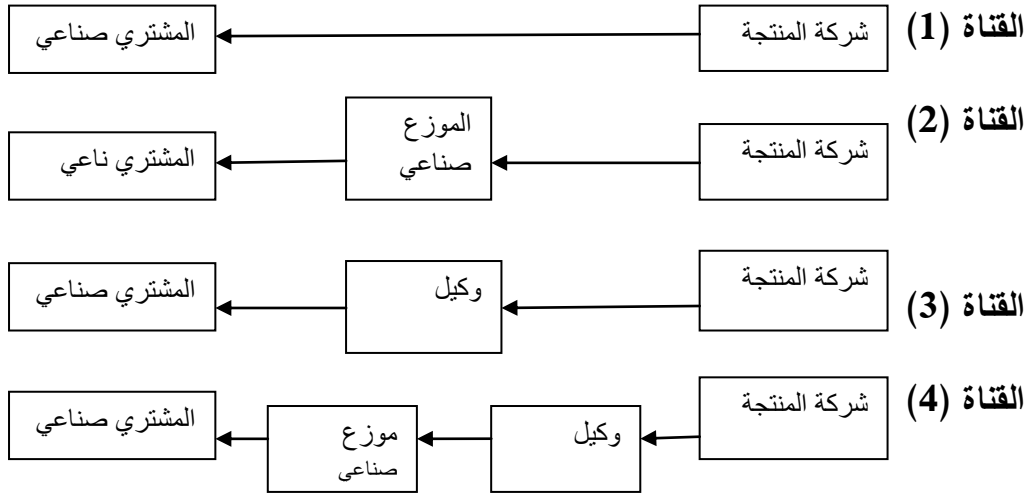 القناة (1)
شركة المنتجة
المشتري صناعي
القناة (2)
شركة المنتجة
الموزع
صناعي
المشتري ناعي
القناة (3)
شركة المنتجة
وكيل
المشتري صناعي
القناة (4)
شركة المنتجة
وكيل
موزع
صناعى
المشتري صناعي